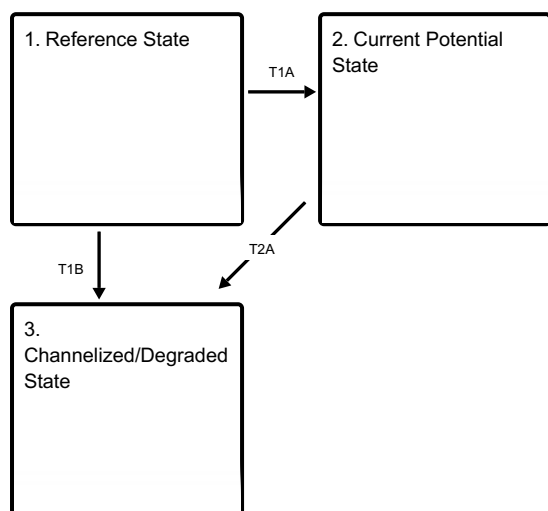 1. Reference State
2. Current Potential
State
T1A
T1B
T2A
3.
Channelized/Degraded
State